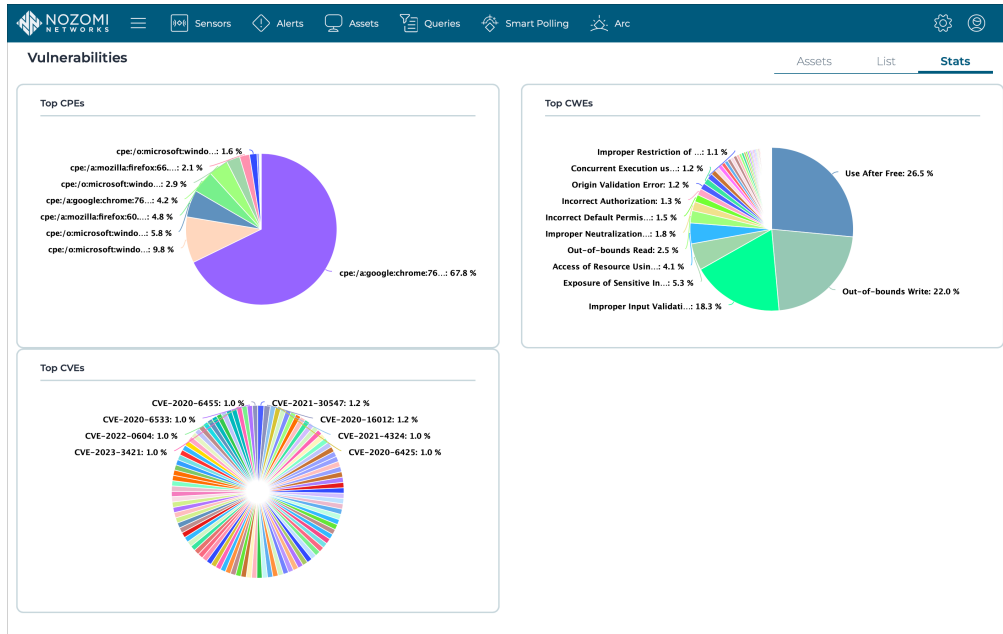 NOZOMI
NETWORKS
Sensors
Alerts
Assets
Queries
Smart Polling
Arc
Vulnerabilities
Assets
List
Stats
Top CPEs
cpe:/o:microsoft:windo...: 1.6 %
cpe:/a:mozilla:firefox:66....: 2.1 %
cpe:/o:microsoft:windo...: 2.9 %
cpe:/a:google:chrome:76...: 4.2 %
cpe:/a:mozilla:firefox:60....: 4.8 %
cpe:/o:microsoft:windo...: 5.8 %
cpe:/o:microsoft:windo...: 9.8 %
cpe:/a:google:chrome:76...: 67.8 %
Top CWEs
Improper Restriction of ...: 1.1 %
Concurrent Execution us...: 1.2 %
Origin Validation Error: 1.2 %
Incorrect Authorization: 1.3 %
Incorrect Default Permis...: 1.5 %
Improper Neutralization...: 1.8 %
Out-of-bounds Read: 2.5 %
Access of Resource Usin...: 4.1 %
Exposure of Sensitive In...: 5.3 %
Improper Input Validati...: 18.3 %
Use After Free: 26.5 %
Out-of-bounds Write: 22.0 %
Top CVEs
CVE-2020-6455: 1.0 %
CVE-2020-6533: 1.0 %
CVE-2022-0604: 1.0 %
CVE-2023-3421: 1.0 %
CVE-2021-30547: 1.2 %
CVE-2020-16012: 1.2 %
CVE-2021-4324: 1.0 %
CVE-2020-6425: 1.0 %